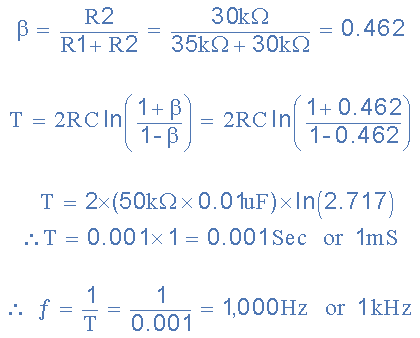 β = R2 / R1 + R2 = 30kΩ / 35kΩ + 30kΩ = 0.462
T = 2RC ln(1 + β / 1 - β) = 2RC ln(1 + 0.462 / 1 - 0.462)
T = 2×(50kΩ × 0.01uF)×ln(2.717)
∴ T = 0.001×1 = 0.001Sec or 1mS
∴ f = 1 / T = 1 / 0.001 = 1,000Hz or 1kHz